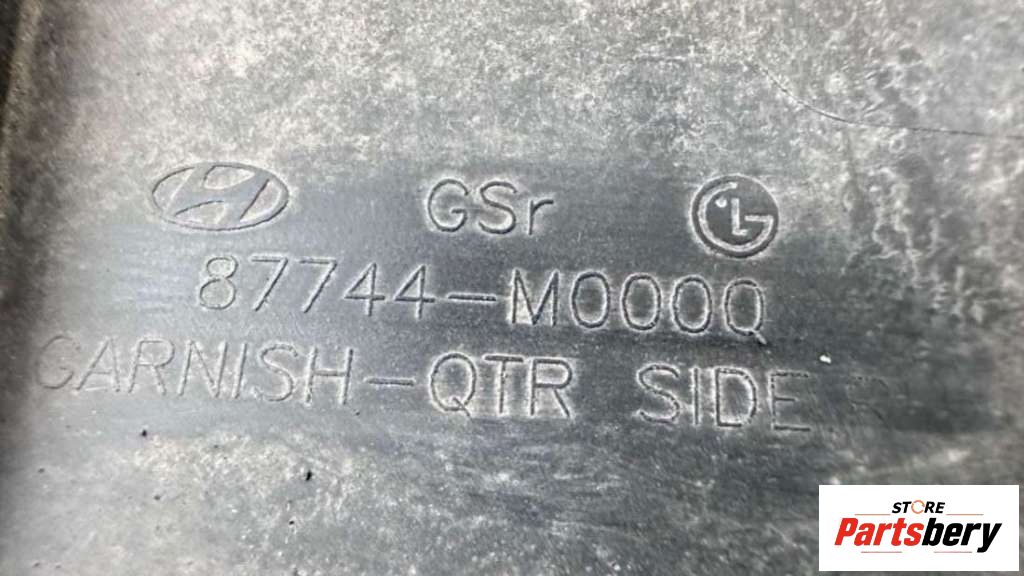 GSr
87744-M000Q
GARNISH-QTR SIDE R
STORE
Partsbery